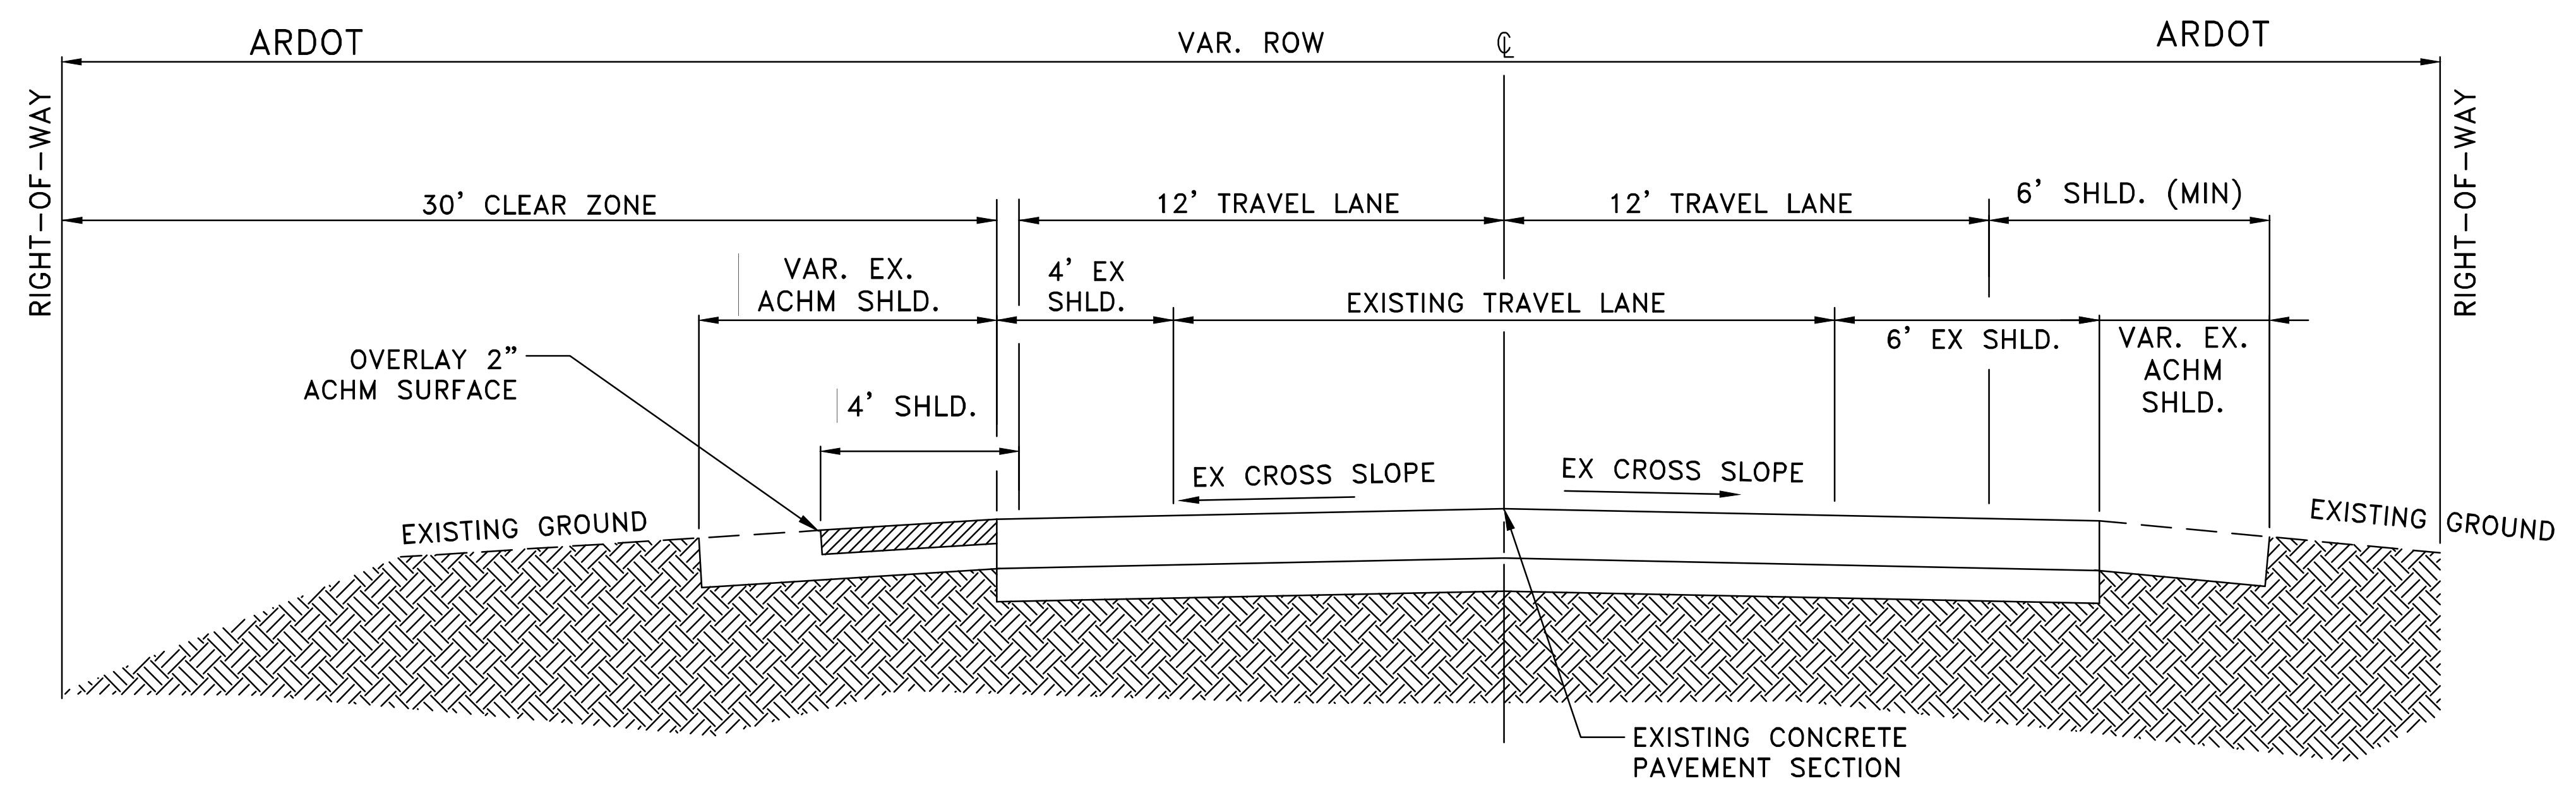 ARDOT
VAR. ROW
℄
ARDOT
RIGHT-OF-WAY
RIGHT-OF-WAY
30' CLEAR ZONE
12' TRAVEL LANE
12' TRAVEL LANE
6' SHLD. (MIN)
VAR. EX.
ACHM SHLD.
4' EX
SHLD.
EXISTING TRAVEL LANE
6' EX SHLD.
VAR. EX.
ACHM
SHLD.
OVERLAY 2"
ACHM SURFACE
4' SHLD.
EX CROSS SLOPE
EX CROSS SLOPE
EXISTING GROUND
EXISTING GROUND
EXISTING CONCRETE
PAVEMENT SECTION